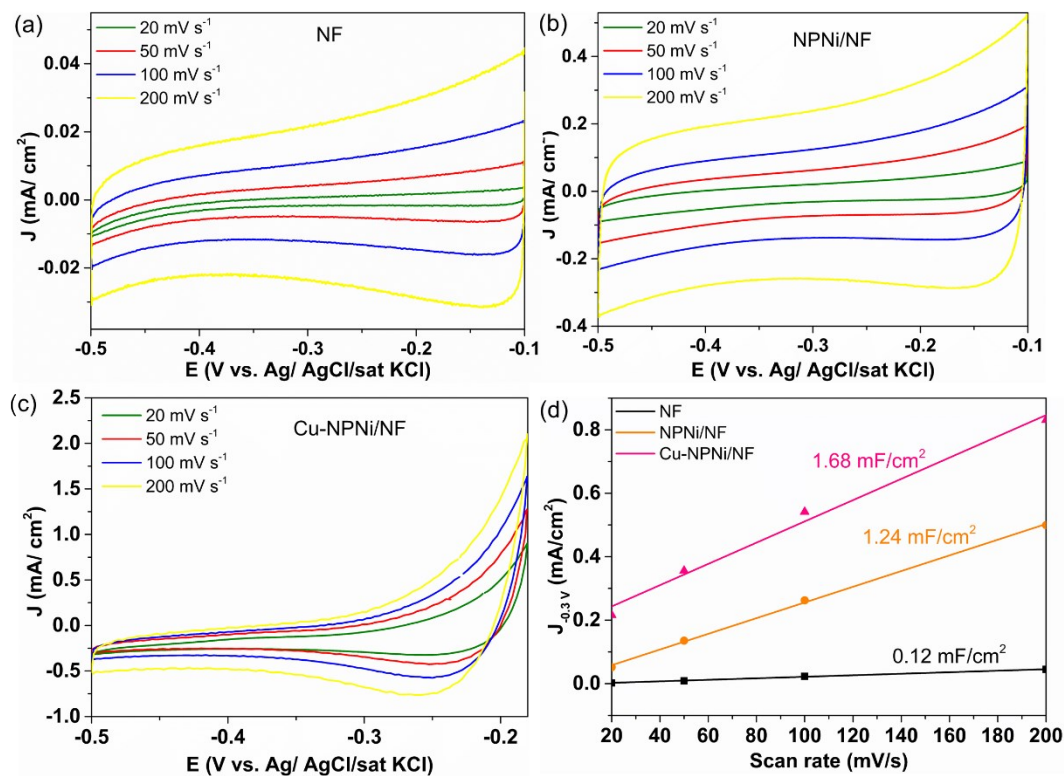 (a)
NF
20 mV s⁻¹
50 mV s⁻¹
100 mV s⁻¹
200 mV s⁻¹
0.04
0.02
0.00
-0.02
J (mA/ cm²)
-0.5
-0.4
-0.3
-0.2
-0.1
E (V vs. Ag/ AgCl/sat KCl)
(b)
NPNi/NF
20 mV s⁻¹
50 mV s⁻¹
100 mV s⁻¹
200 mV s⁻¹
0.4
0.2
0.0
-0.2
-0.4
J (mA/ cm²)
-0.5
-0.4
-0.3
-0.2
-0.1
E (V vs. Ag/ AgCl/sat KCl)
(c)
Cu-NPNi/NF
20 mV s⁻¹
50 mV s⁻¹
100 mV s⁻¹
200 mV s⁻¹
2.5
2.0
1.5
1.0
0.5
0.0
-0.5
-1.0
J (mA/ cm²)
-0.5
-0.4
-0.3
-0.2
E (V vs. Ag/ AgCl/sat KCl)
(d)
NF
NPNi/NF
Cu-NPNi/NF
1.68 mF/cm²
1.24 mF/cm²
0.12 mF/cm²
0.8
0.6
0.4
0.2
0.0
J-0.3 V (mA/cm²)
20
40
60
80
100
120
140
160
180
200
Scan rate (mV/s)